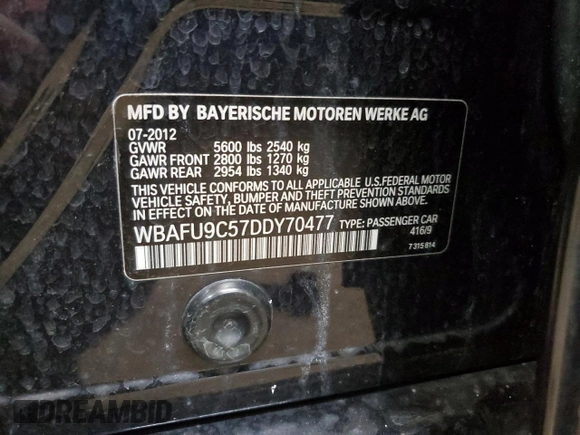 MFD BY BAYERISCHE MOTOREN WERKE AG
07-2012
GVWR 5600 lbs 2540 kg
GAWR FRONT 2800 lbs 1270 kg
GAWR REAR 2954 lbs 1340 kg
THIS VEHICLE CONFORMS TO ALL APPLICABLE U.S.FEDERAL MOTOR
VEHICLE SAFETY, BUMPER, AND THEFT PREVENTION STANDARDS
IN EFFECT ON THE DATE OF MANUFACTURE SHOWN ABOVE.
WBAFU9C57DDY70477 TYPE: PASSENGER CAR
416/9
7 315 814
DREAMBID